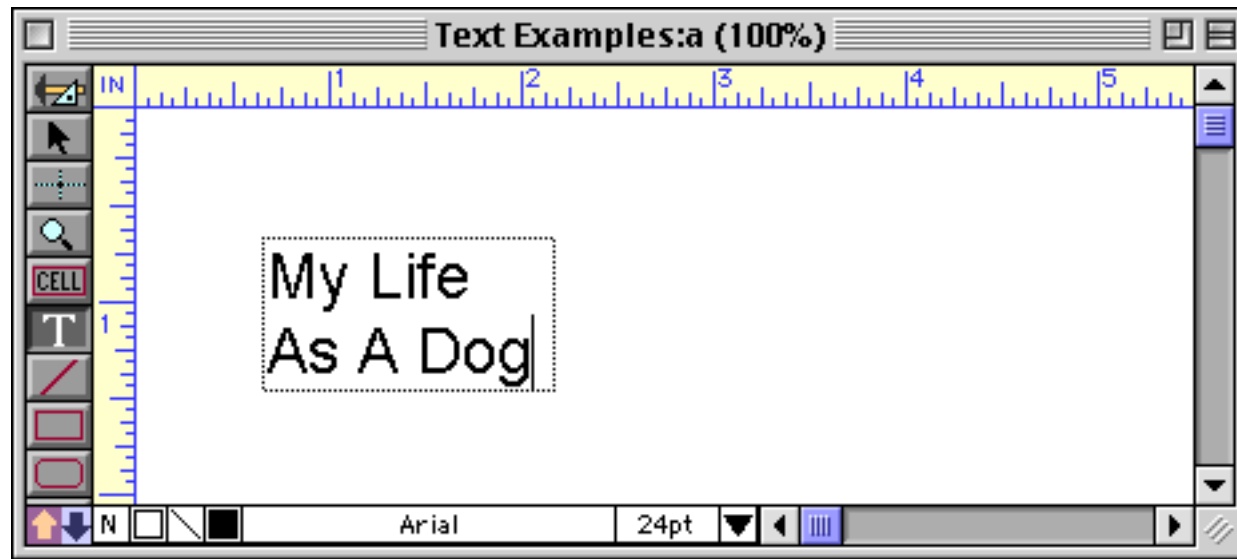 Text Examples:a (100%)
IN 1 2 3 4 5
My Life
CELL
T
1
As A Dog
N Arial 24pt